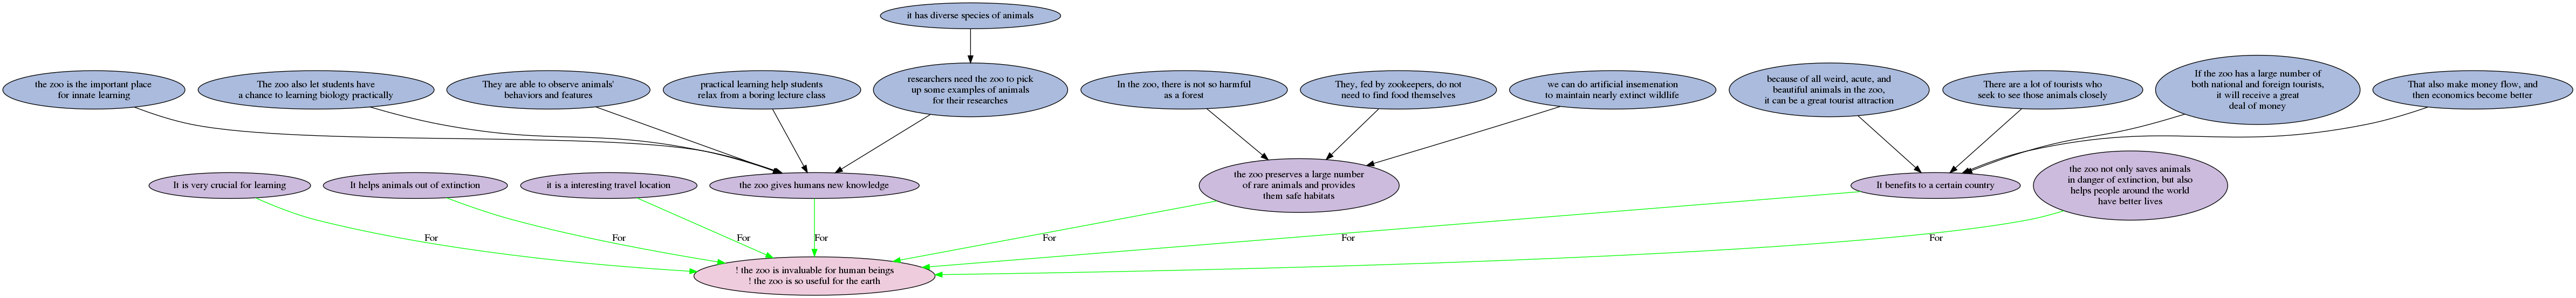 it has diverse species of animals
the zoo is the important place
for innate learning
The zoo also let students have
a chance to learning biology practically
They are able to observe animals'
behaviors and features
practical learning help students
relax from a boring lecture class
researchers need the zoo to pick
up some examples of animals
for their researches
In the zoo, there is not so harmful
as a forest
They, fed by zookeepers, do not
need to find food themselves
we can do artificial insemenation
to maintain nearly extinct wildlife
because of all weird, acute, and
beautiful animals in the zoo,
it can be a great tourist attraction
There are a lot of tourists who
seek to see those animals closely
If the zoo has a large number of
both national and foreign tourists,
it will receive a great
deal of money
That also make money flow, and
then economics become better
It is very crucial for learning
It helps animals out of extinction
it is a interesting travel location
the zoo gives humans new knowledge
the zoo preserves a large number
of rare animals and provides
them safe habitats
It benefits to a certain country
the zoo not only saves animals
in danger of extinction, but also
helps people around the world
have better lives
For
For
For
For
For
For
For
! the zoo is invaluable for human beings
! the zoo is so useful for the earth